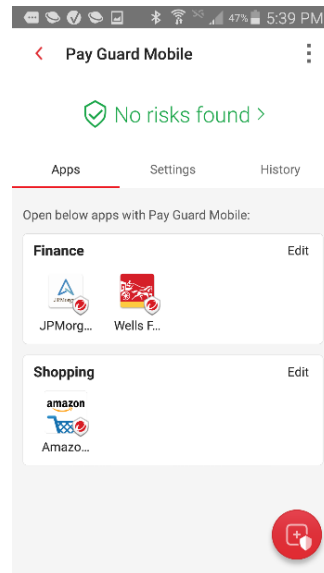 47% 5:39 PM
Pay Guard Mobile
No risks found >
Apps Settings History
Open below apps with Pay Guard Mobile:
Finance Edit
JPMorg... Wells F...
Shopping Edit
amazon
Amazo...